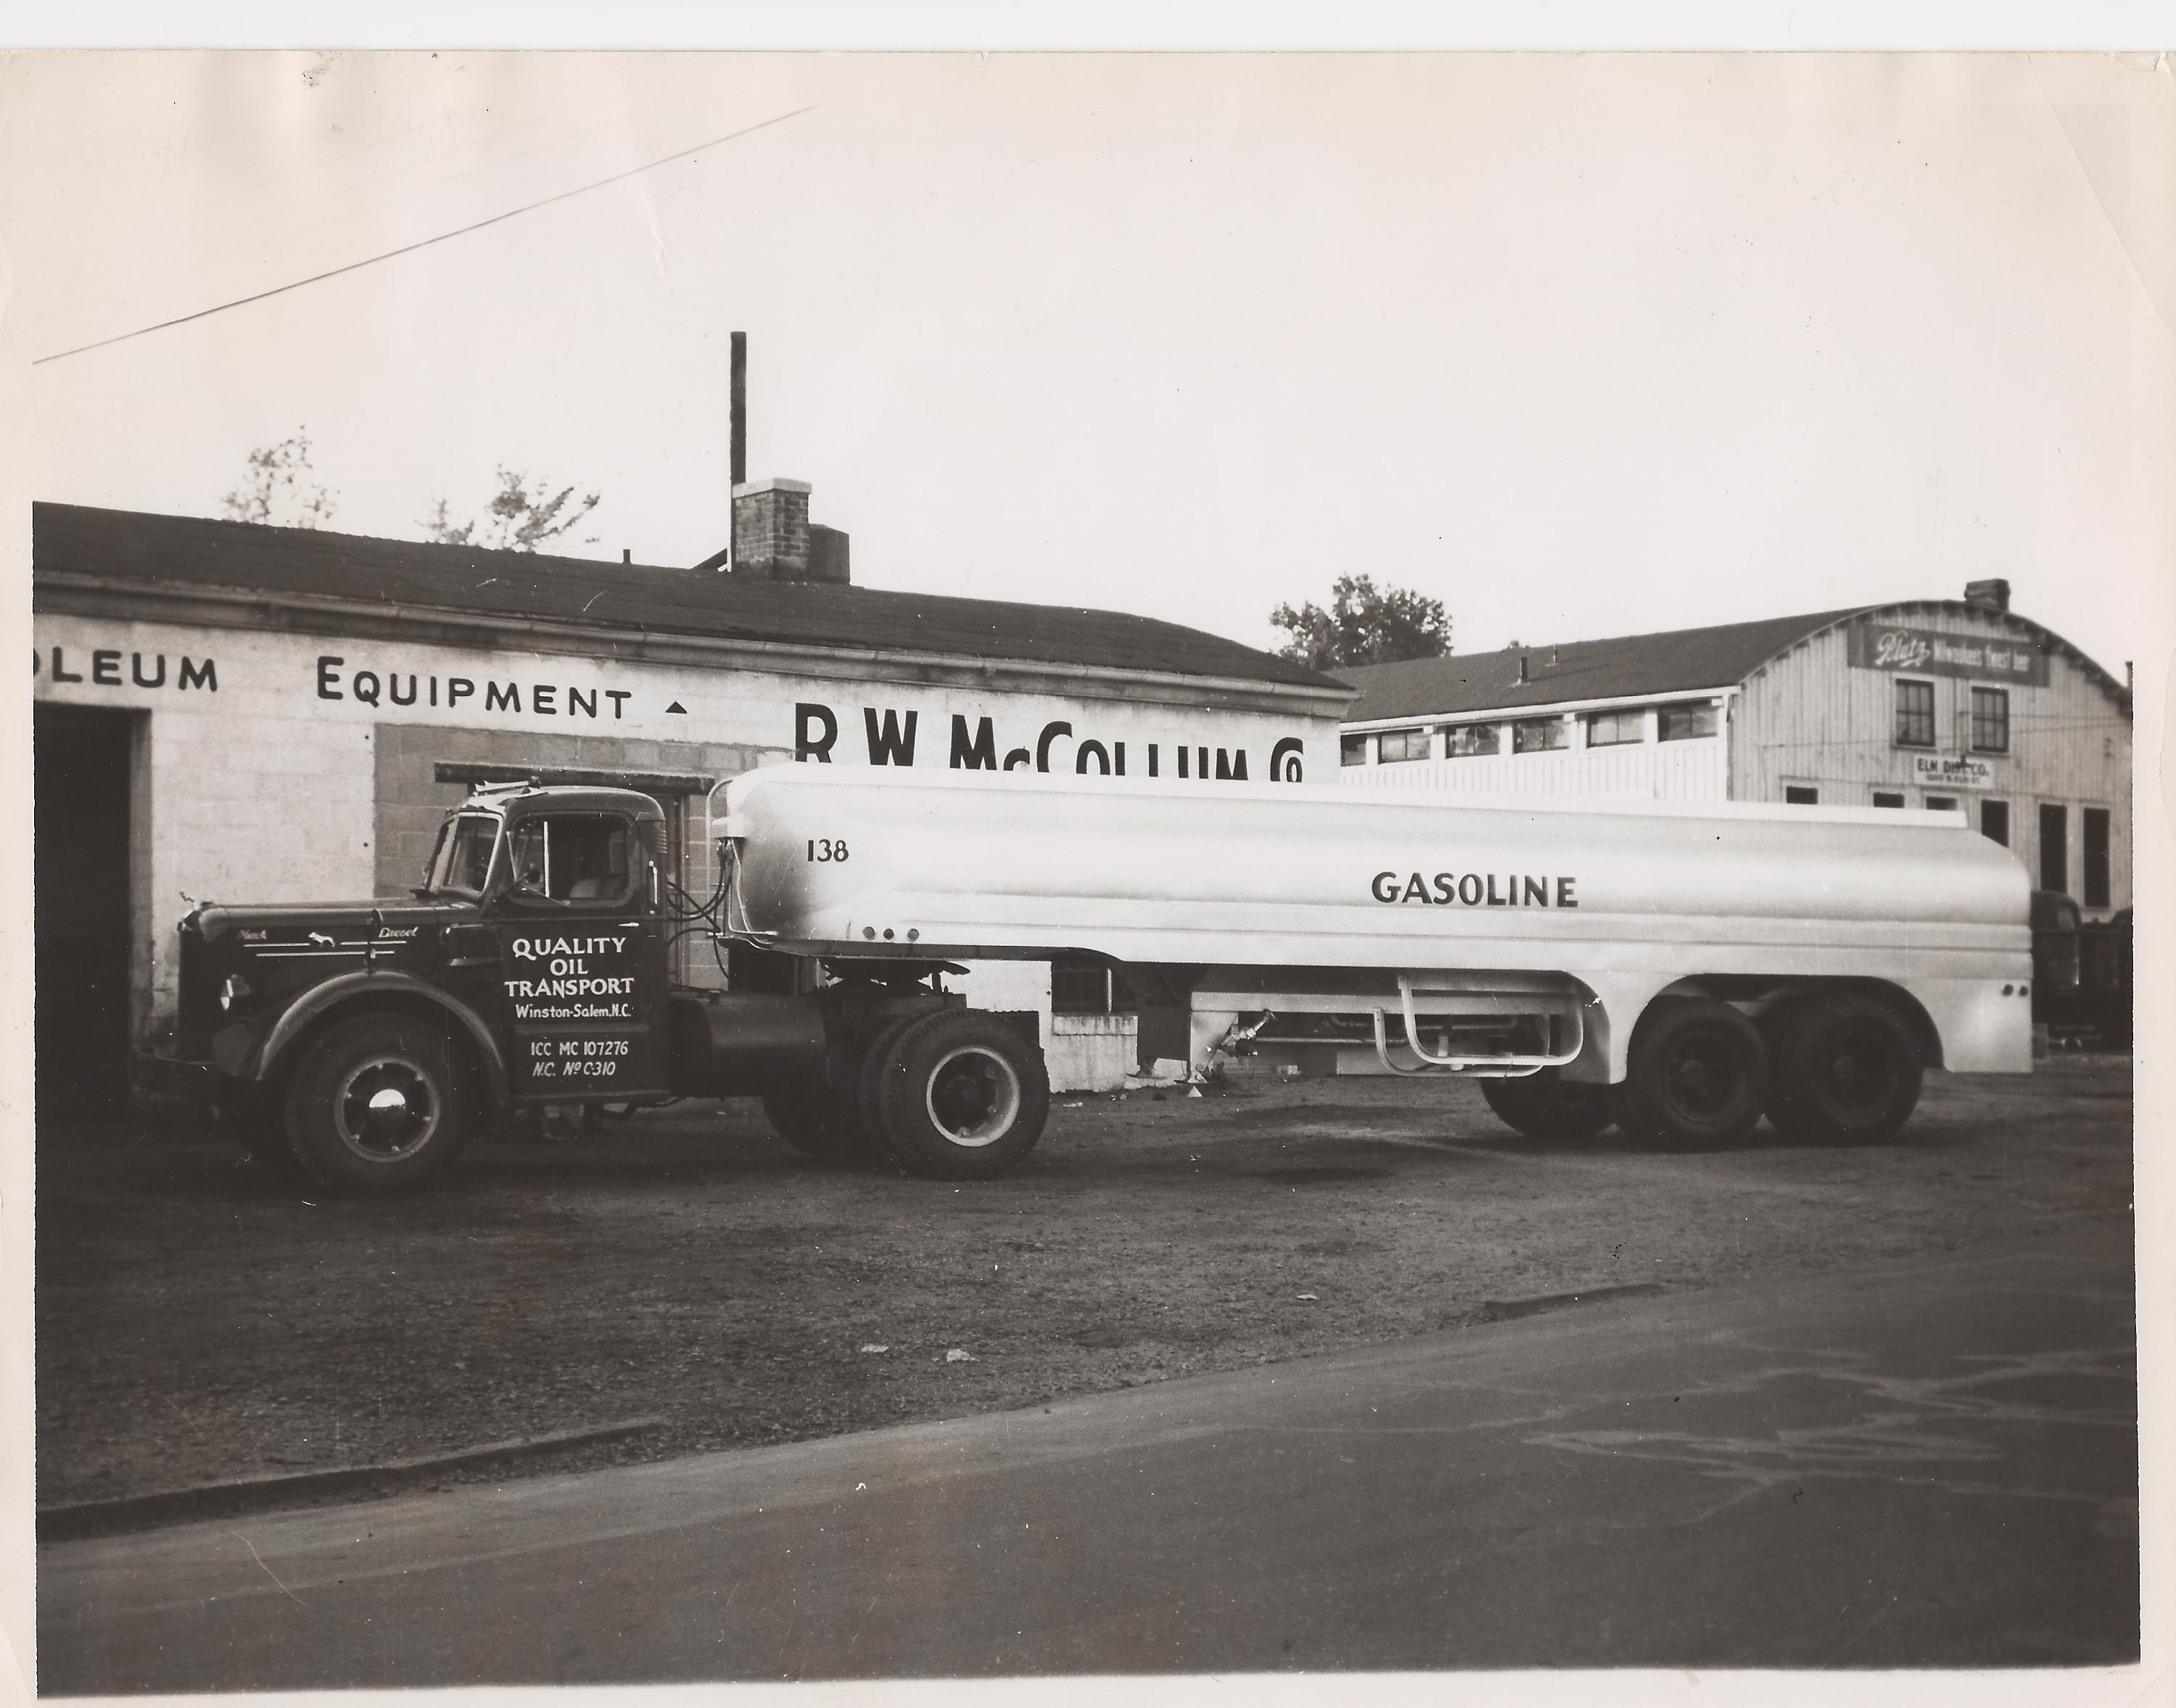 OLEUM EQUIPMENT ▲ R.W. McCOLLUM Co
Blatz Milwaukee's finest beer
ELM DIST. CO.
138
GASOLINE
Mack Diesel
QUALITY
OIL
TRANSPORT
Winston-Salem, N.C.
ICC MC 107276
N.C. No C-310